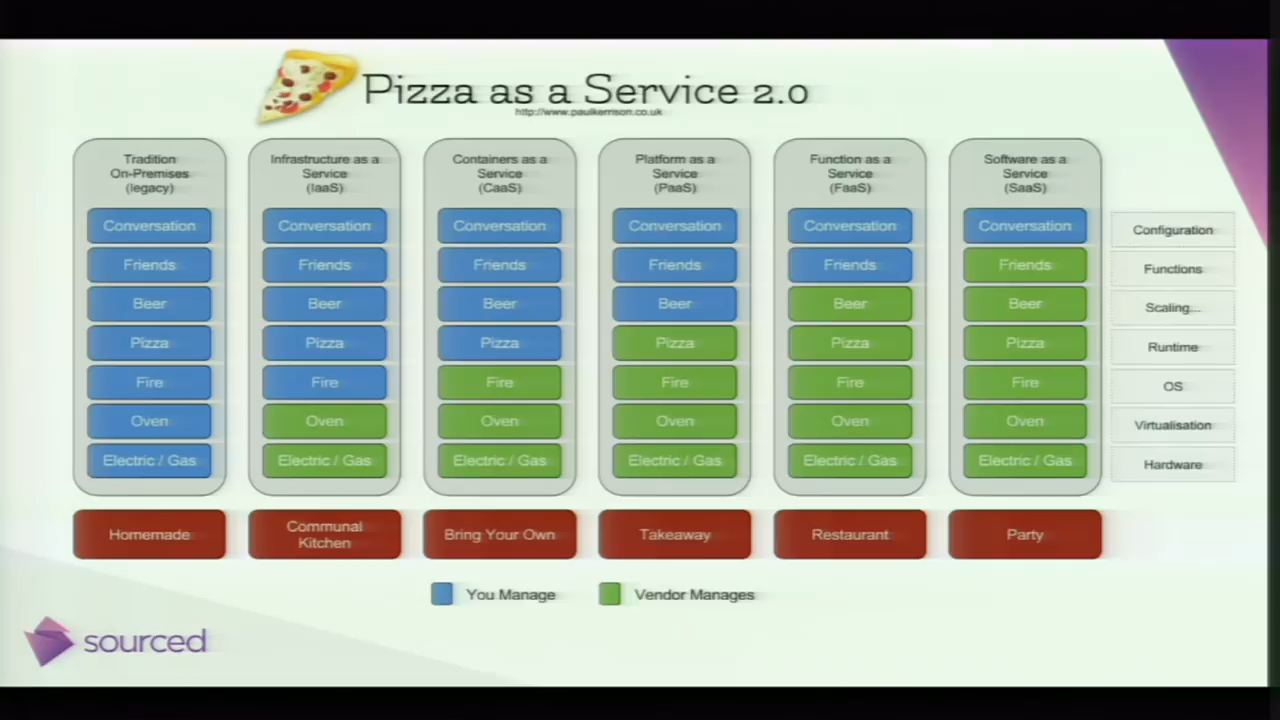 Pizza as a Service 2.0
http://www.paulkerrison.co.uk
Tradition
On-Premises
(legacy)
Conversation
Friends
Beer
Pizza
Fire
Oven
Electric / Gas
Homemade
Infrastructure as a
Service
(IaaS)
Conversation
Friends
Beer
Pizza
Fire
Oven
Electric / Gas
Communal
Kitchen
Containers as a
Service
(CaaS)
Conversation
Friends
Beer
Pizza
Fire
Oven
Electric / Gas
Bring Your Own
Platform as a
Service
(PaaS)
Conversation
Friends
Beer
Pizza
Fire
Oven
Electric / Gas
Takeaway
Function as a
Service
(FaaS)
Conversation
Friends
Beer
Pizza
Fire
Oven
Electric / Gas
Restaurant
Software as a
Service
(SaaS)
Conversation
Friends
Beer
Pizza
Fire
Oven
Electric / Gas
Party
Configuration
Functions
Scaling...
Runtime
OS
Virtualisation
Hardware
You Manage
Vendor Manages
sourced